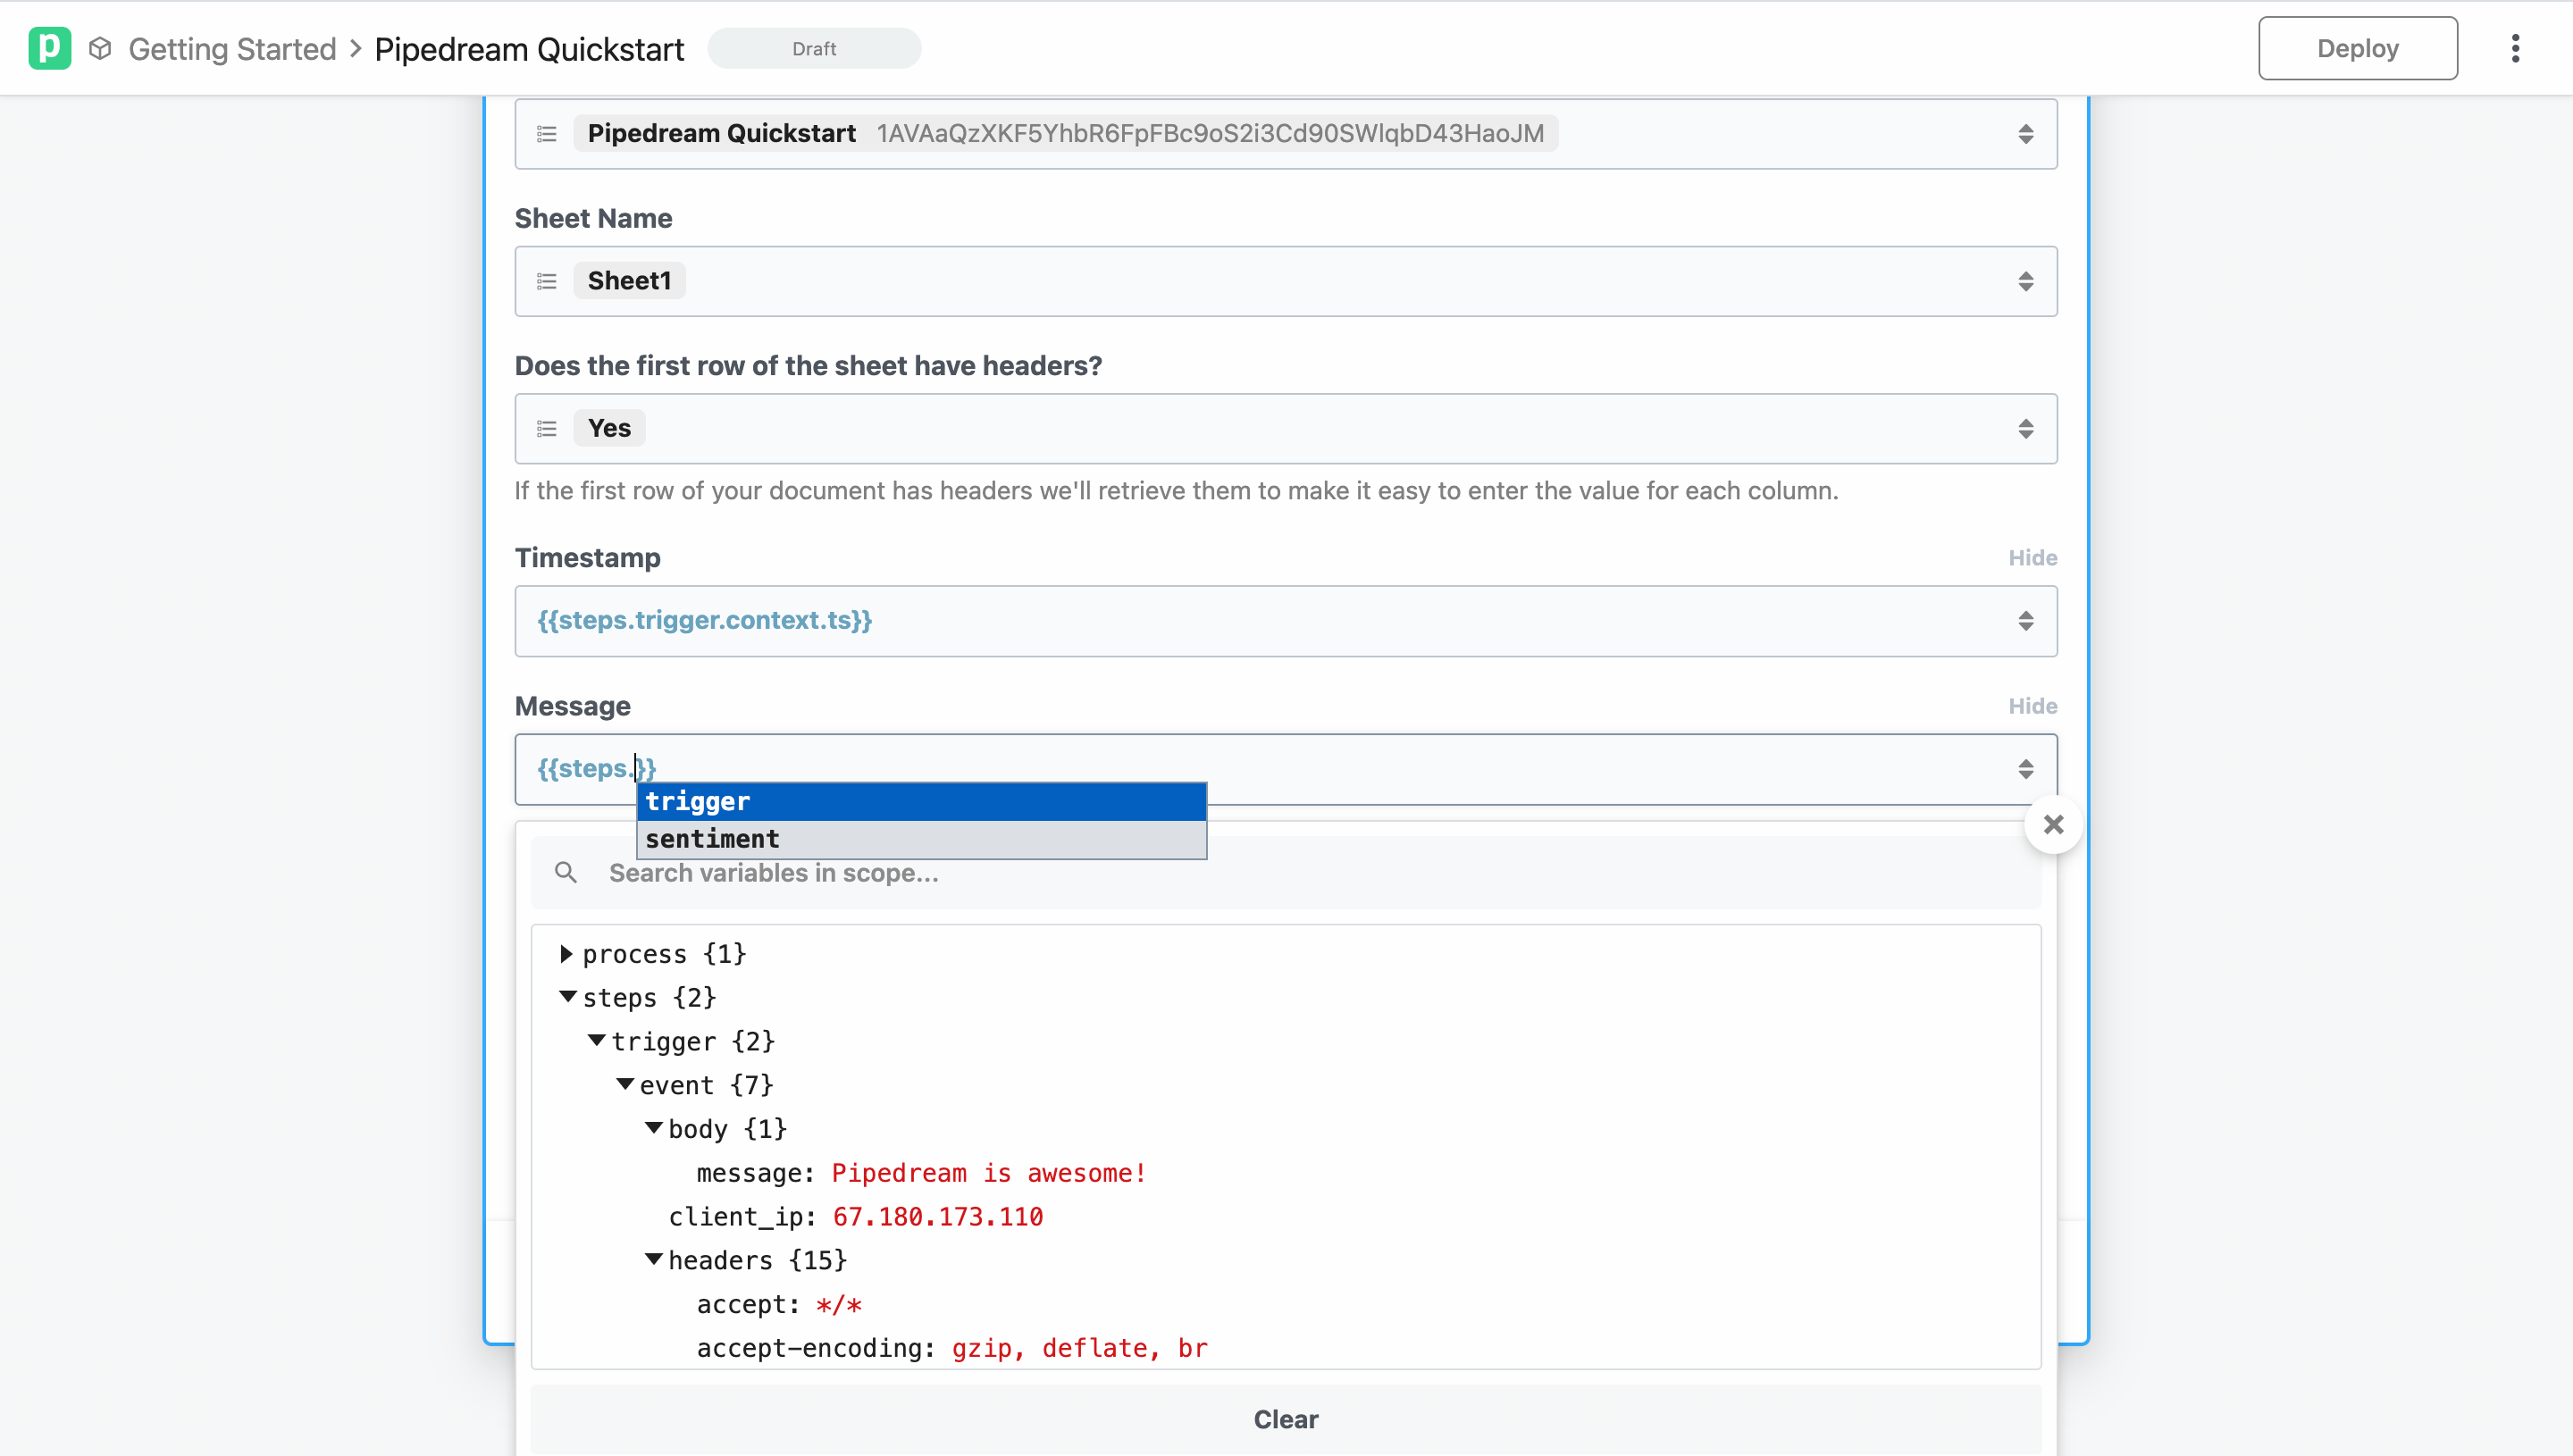 p Getting Started > Pipedream Quickstart Draft Deploy
Pipedream Quickstart 1AVAaQzXKF5YhbR6FpFBc9oS2i3Cd90SWlqbD43HaoJM
Sheet Name
Sheet1
Does the first row of the sheet have headers?
Yes
If the first row of your document has headers we'll retrieve them to make it easy to enter the value for each column.
Timestamp Hide
{{steps.trigger.context.ts}}
Message Hide
{{steps.}}
trigger
sentiment
Search variables in scope...
process {1}
steps {2}
trigger {2}
event {7}
body {1}
message: Pipedream is awesome!
client_ip: 67.180.173.110
headers {15}
accept: */*
accept-encoding: gzip, deflate, br
Clear